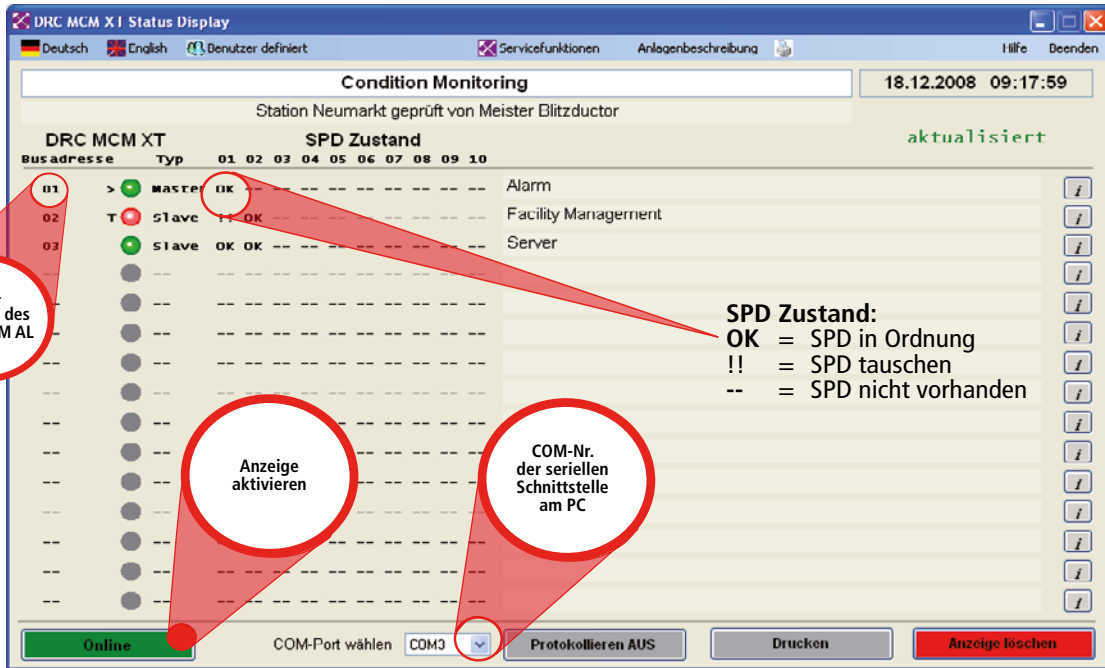 DRC MCM XT Status Display
Deutsch English Benutzer definiert Servicefunktionen Anlagenbeschreibung Hilfe Beenden
Condition Monitoring 18.12.2008 09:17:59
Station Neumarkt geprüft von Meister Blitzductor
DRC MCM XT SPD Zustand aktualisiert
Busadresse Typ 01 02 03 04 05 06 07 08 09 10
01 > Master OK -- -- -- -- -- -- -- -- -- Alarm i
02 T Slave !! OK -- -- -- -- -- -- -- -- Facility Management i
03 Slave OK OK -- -- -- -- -- -- -- -- Server i
-- -- -- -- -- -- -- -- -- -- -- i
des
M AL
-- -- -- -- -- -- -- -- -- -- -- -- i
-- -- -- -- -- -- -- -- -- -- -- -- i
-- -- -- -- -- -- -- -- -- -- -- -- i
-- -- -- -- -- -- -- -- -- -- -- -- i
SPD Zustand:
OK = SPD in Ordnung
!! = SPD tauschen
-- = SPD nicht vorhanden
-- -- -- -- -- -- -- -- i
-- -- -- -- -- -- i
-- -- -- -- -- i
-- -- -- -- -- i
-- -- -- -- -- -- i
-- -- -- -- -- -- -- -- i
-- -- -- -- -- -- -- -- -- -- i
Anzeige
aktivieren
COM-Nr.
der seriellen
Schnittstelle
am PC
Online COM-Port wählen COM3 Protokollieren AUS Drucken Anzeige löschen